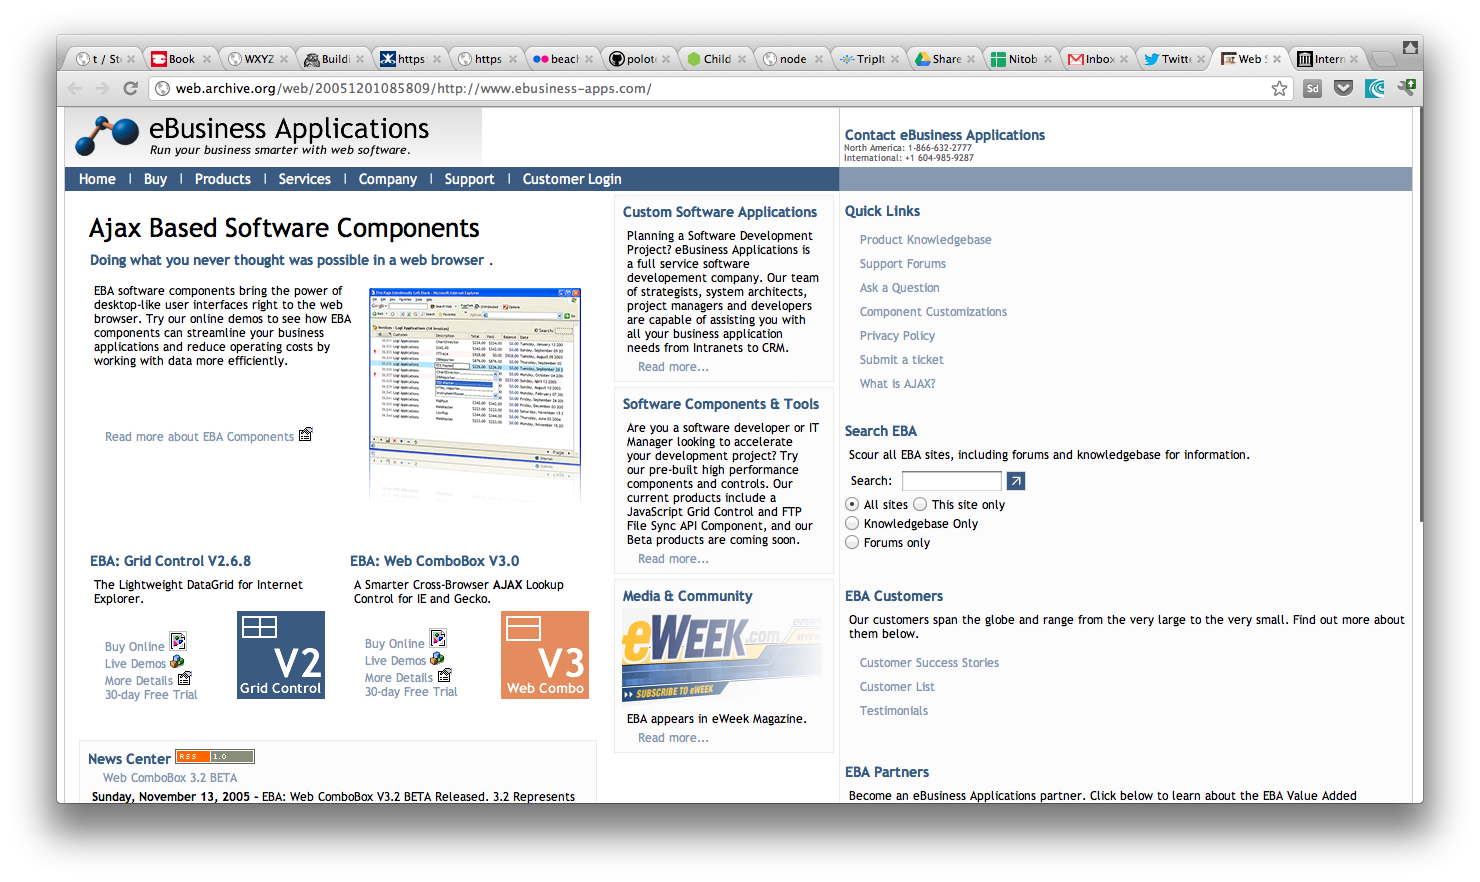 t / St
Book
WXYZ
Buildi
https
https
beach
polot
Child
node
TripIt
Share
Nitob
Inbox
Twitte
Web S
Intern
web.archive.org/web/20051201085809/http://www.ebusiness-apps.com/
Sd
eBusiness Applications
Run your business smarter with web software.
Contact eBusiness Applications
North America: 1-866-632-2777
International: +1 604-985-9287
Home | Buy | Products | Services | Company | Support | Customer Login
Ajax Based Software Components
Doing what you never thought was possible in a web browser .
EBA software components bring the power of
desktop-like user interfaces right to the web
browser. Try our online demos to see how EBA
components can streamline your business
applications and reduce operating costs by
working with data more efficiently.
Read more about EBA Components
EBA: Grid Control V2.6.8
The Lightweight DataGrid for Internet
Explorer.
Buy Online
Live Demos
More Details
30-day Free Trial
V2
Grid Control
EBA: Web ComboBox V3.0
A Smarter Cross-Browser AJAX Lookup
Control for IE and Gecko.
Buy Online
Live Demos
More Details
30-day Free Trial
V3
Web Combo
News Center RSS 1.0
Web ComboBox 3.2 BETA
Sunday, November 13, 2005 - EBA: Web ComboBox V3.2 BETA Released. 3.2 Represents
Custom Software Applications
Planning a Software Development
Project? eBusiness Applications is
a full service software
developement company. Our team
of strategists, system architects,
project managers and developers
are capable of assisting you with
all your business application
needs from Intranets to CRM.
Read more...
Software Components & Tools
Are you a software developer or IT
Manager looking to accelerate
your development project? Try
our pre-built high performance
components and controls. Our
current products include a
JavaScript Grid Control and FTP
File Sync API Component, and our
Beta products are coming soon.
Read more...
Media & Community
eWEEK.com
SUBSCRIBE TO eWEEK
EBA appears in eWeek Magazine.
Read more...
Quick Links
Product Knowledgebase
Support Forums
Ask a Question
Component Customizations
Privacy Policy
Submit a ticket
What is AJAX?
Search EBA
Scour all EBA sites, including forums and knowledgebase for information.
Search:
All sites This site only
Knowledgebase Only
Forums only
EBA Customers
Our customers span the globe and range from the very large to the very small. Find out more about
them below.
Customer Success Stories
Customer List
Testimonials
EBA Partners
Become an eBusiness Applications partner. Click below to learn about the EBA Value Added